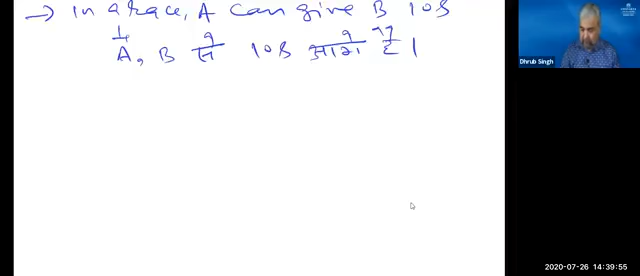 → In a race, A can give B 10S
A, B से 10S आगे है ।
Dhrub Singh
2020-07-26 14:39:55